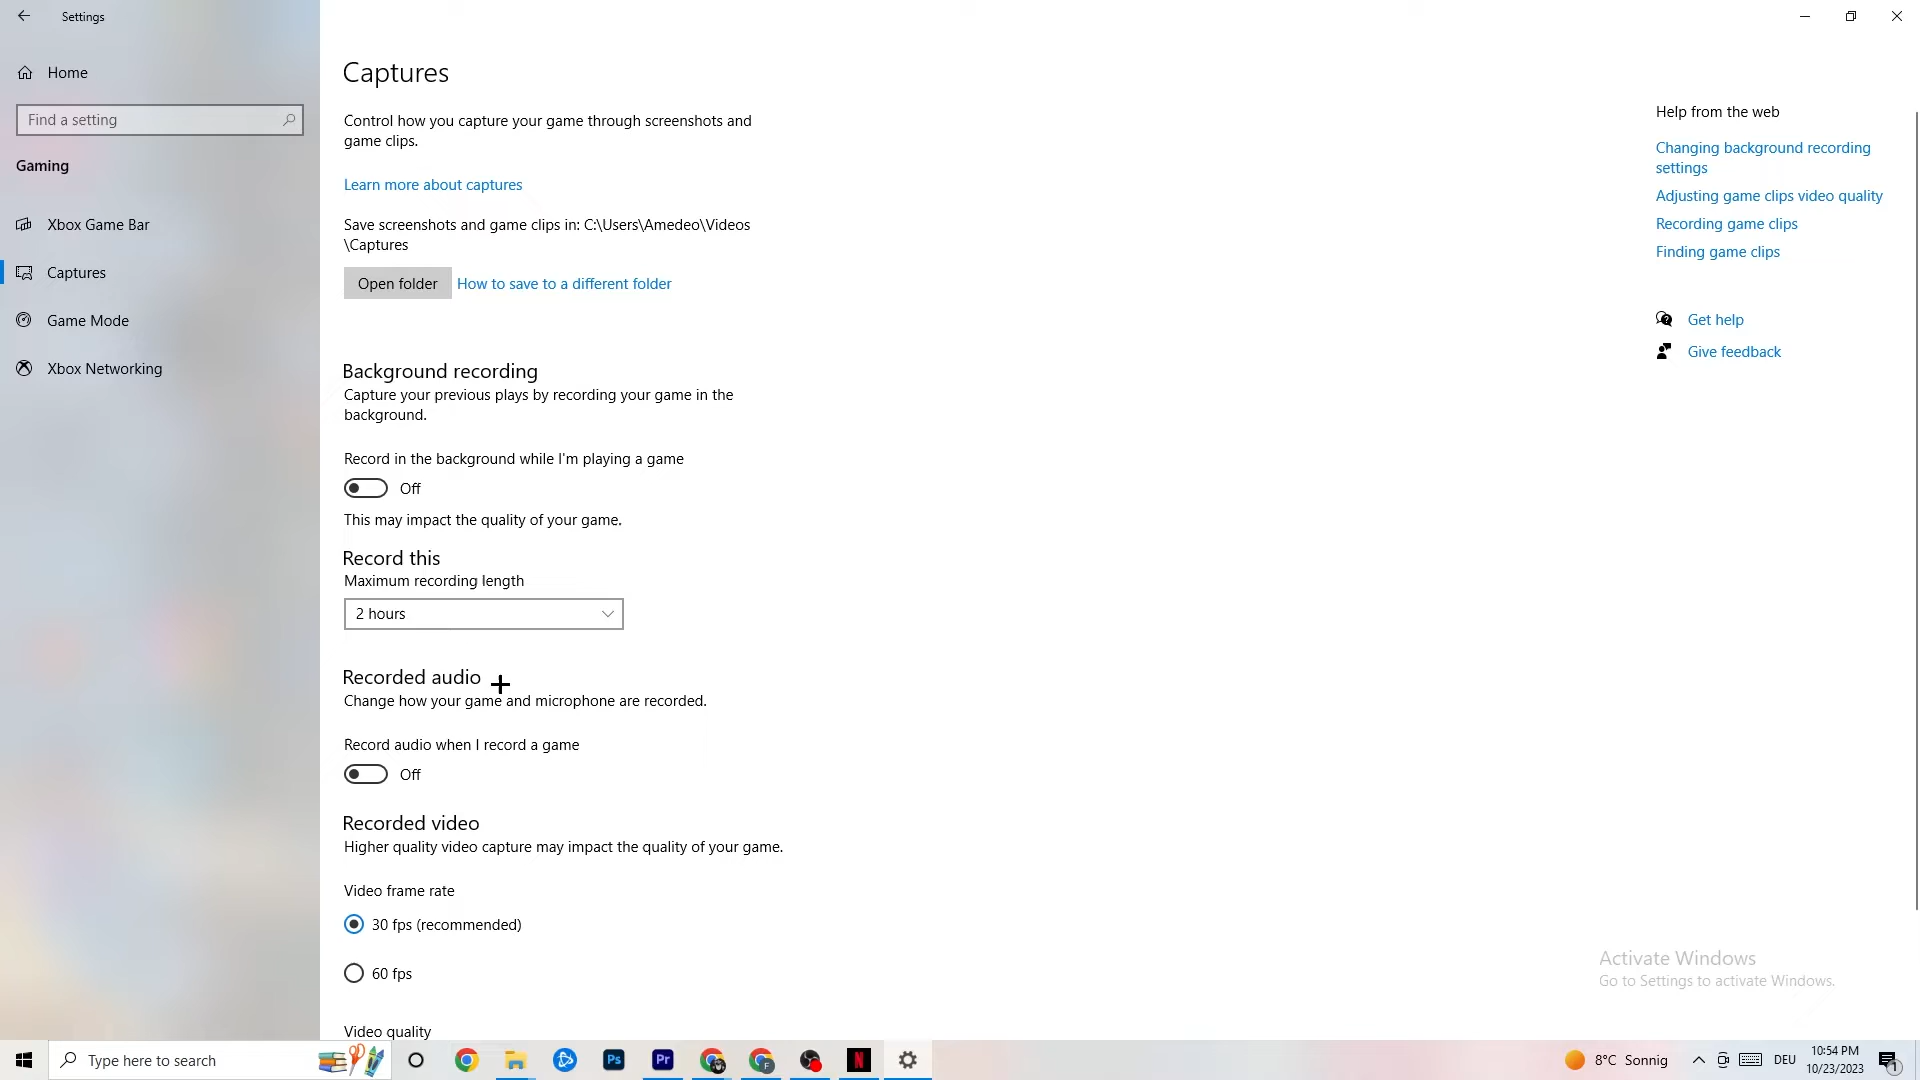 Settings
Home
Find a setting
Gaming
Xbox Game Bar
Captures
Game Mode
Xbox Networking
Captures
Control how you capture your game through screenshots and
game clips.
Learn more about captures
Save screenshots and game clips in: C:\Users\Amedeo\Videos
\Captures
Open folder
How to save to a different folder
Background recording
Capture your previous plays by recording your game in the
background.
Record in the background while I'm playing a game
Off
This may impact the quality of your game.
Record this
Maximum recording length
2 hours
Recorded audio
Change how your game and microphone are recorded.
Record audio when I record a game
Off
Recorded video
Higher quality video capture may impact the quality of your game.
Video frame rate
30 fps (recommended)
60 fps
Video quality
Help from the web
Changing background recording
settings
Adjusting game clips video quality
Recording game clips
Finding game clips
Get help
Give feedback
Activate Windows
Go to Settings to activate Windows.
Type here to search
Ps
Pr
F
N
8°C Sonnig
DEU
10:54 PM
10/23/2023
1